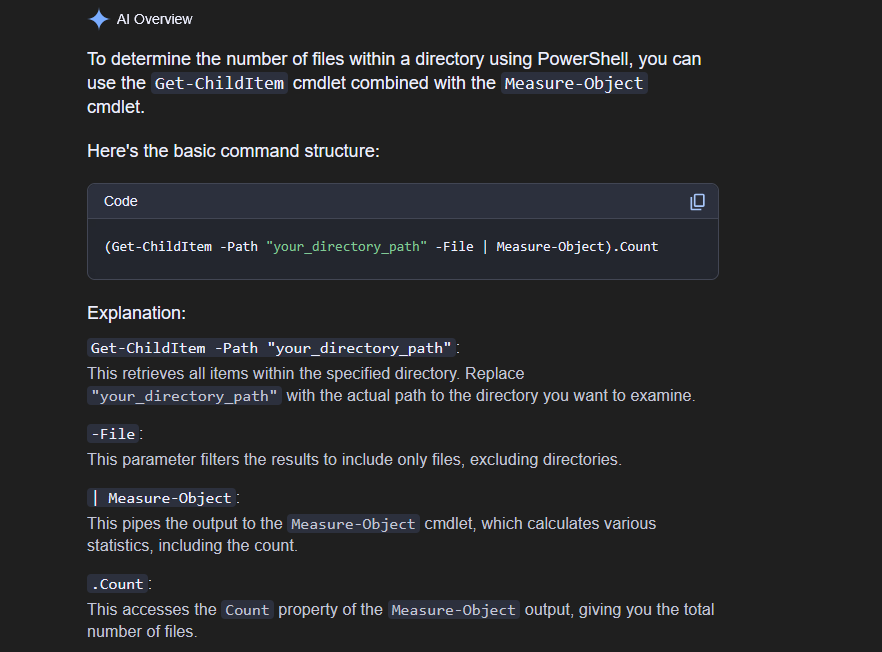 AI Overview
To determine the number of files within a directory using PowerShell, you can
use the Get-ChildItem cmdlet combined with the Measure-Object
cmdlet.
Here's the basic command structure:
Code
(Get-ChildItem -Path "your_directory_path" -File | Measure-Object).Count
Explanation:
Get-ChildItem -Path "your_directory_path":
This retrieves all items within the specified directory. Replace
"your_directory_path" with the actual path to the directory you want to examine.
-File:
This parameter filters the results to include only files, excluding directories.
| Measure-Object:
This pipes the output to the Measure-Object cmdlet, which calculates various
statistics, including the count.
.Count:
This accesses the Count property of the Measure-Object output, giving you the total
number of files.